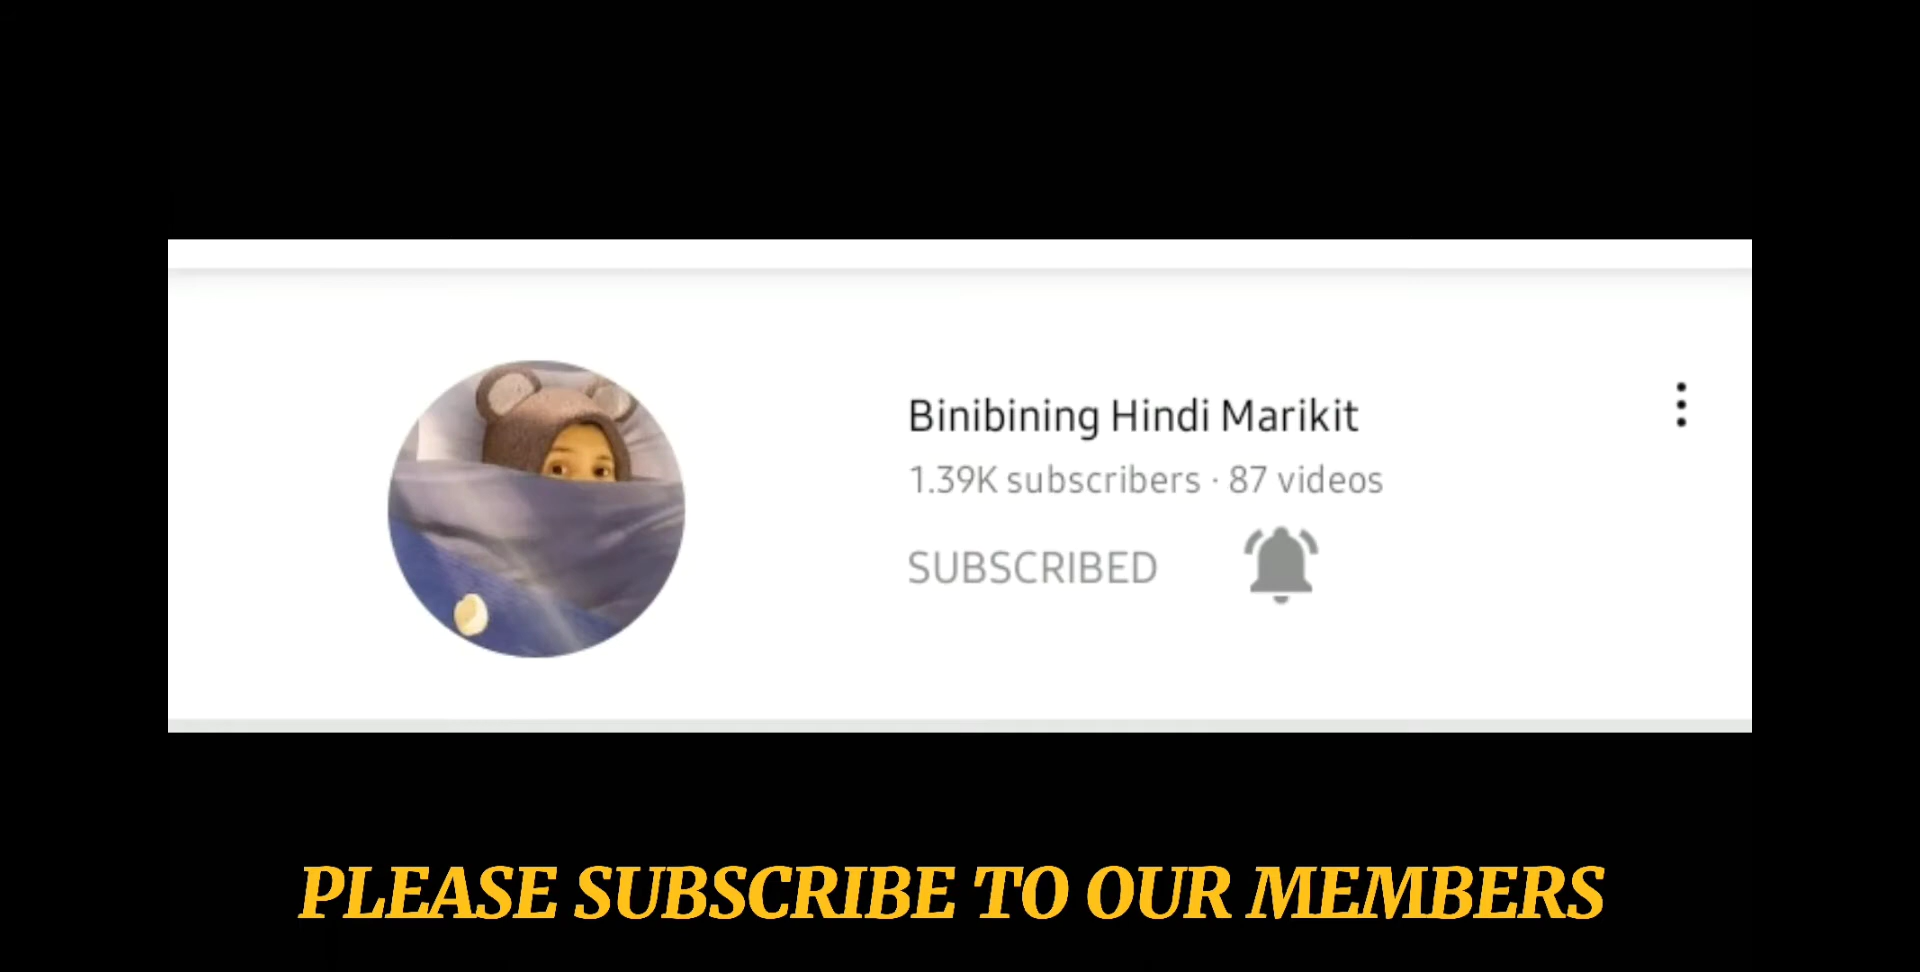 Binibining Hindi Marikit
1.39K subscribers · 87 videos
SUBSCRIBED
PLEASE SUBSCRIBE TO OUR MEMBERS